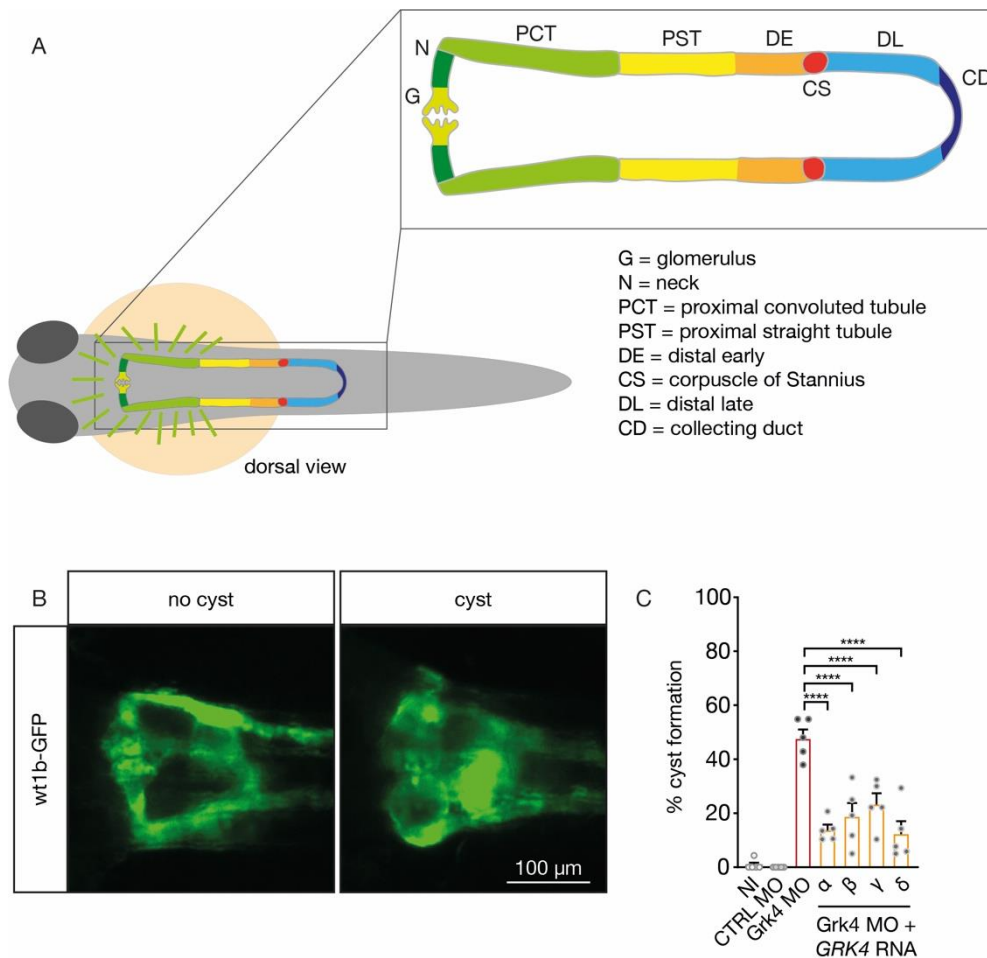 A
N
PCT
PST
DE
DL
G
CS
CD
G = glomerulus
N = neck
PCT = proximal convoluted tubule
PST = proximal straight tubule
DE = distal early
CS = corpuscle of Stannius
DL = distal late
CD = collecting duct
dorsal view
B
no cyst
cyst
wt1b-GFP
100 µm
C
% cyst formation
100
80
60
40
20
0
****
****
****
****
NI
CTRL MO
Grk4 MO
α
β
γ
δ
Grk4 MO +
GRK4 RNA